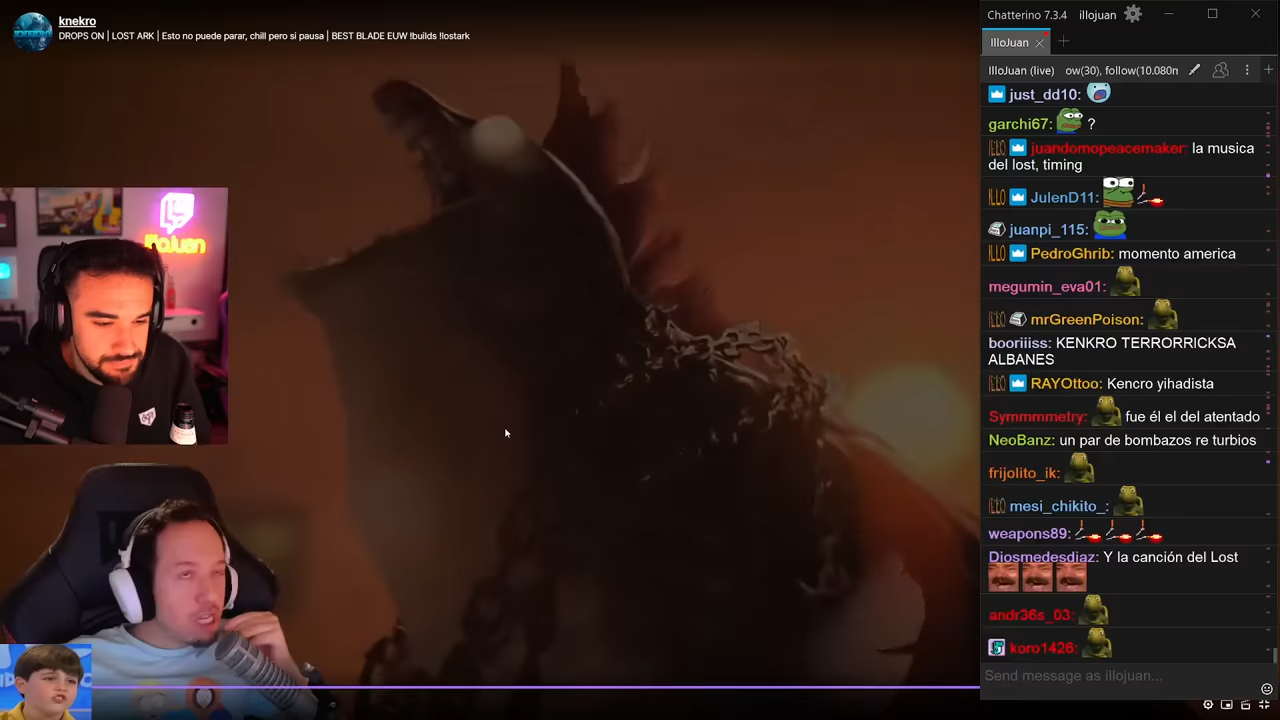 knekro
DROPS ON | LOST ARK | Esto no puede parar, chill pero si pausa | BEST BLADE EUW !builds !lostark
Chatterino 7.3.4 illojuan
IlloJuan
IlloJuan (live) ow(30), follow(10.080n
just_dd10:
garchi67: ?
juandomopeacemaker: la musica
del lost, timing
JulenD11:
juanpi_115:
PedroGhrib: momento america
megumin_eva01:
mrGreenPoison:
booriiiss: KENKRO TERRORRICKSA
ALBANES
RAYOttoo: Kencro yihadista
Symmmmetry: fue él el del atentado
NeoBanz: un par de bombazos re turbios
frijolito_ik:
mesi_chikito_:
weapons89:
Diosmedesdiaz: Y la canción del Lost
andr36s_03:
koro1426:
Send message as illojuan...
IlloJuan